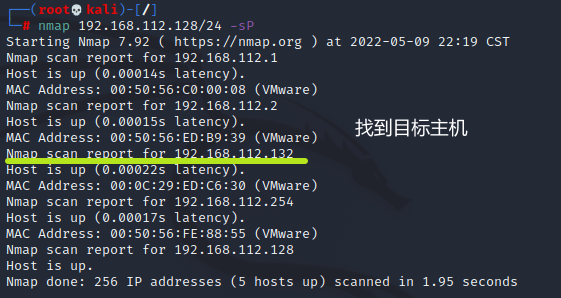 ┌──(root💀kali)-[/]
└─# nmap 192.168.112.128/24 -sP
Starting Nmap 7.92 ( https://nmap.org ) at 2022-05-09 22:19 CST
Nmap scan report for 192.168.112.1
Host is up (0.00014s latency).
MAC Address: 00:50:56:C0:00:08 (VMware)
Nmap scan report for 192.168.112.2
Host is up (0.00015s latency).
MAC Address: 00:50:56:ED:B9:39 (VMware)
找到目标主机
Nmap scan report for 192.168.112.132
Host is up (0.00022s latency).
MAC Address: 00:0C:29:ED:C6:30 (VMware)
Nmap scan report for 192.168.112.254
Host is up (0.00017s latency).
MAC Address: 00:50:56:FE:88:55 (VMware)
Nmap scan report for 192.168.112.128
Host is up.
Nmap done: 256 IP addresses (5 hosts up) scanned in 1.95 seconds